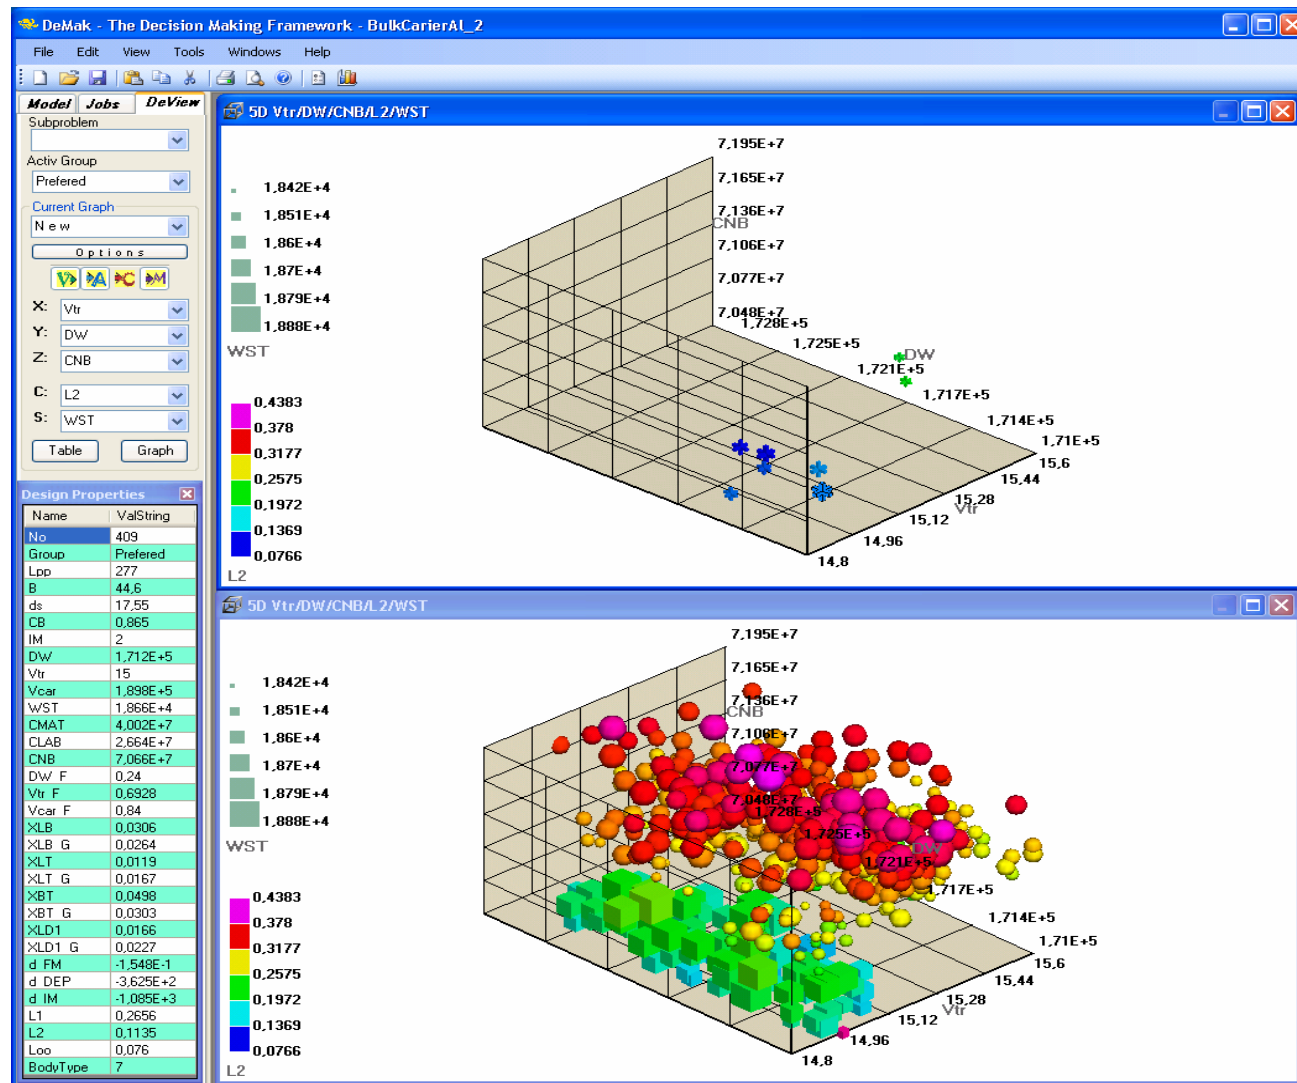 DeMak - The Decision Making Framework - BulkCarierAl_2
File Edit View Tools Windows Help
Model Jobs DeView
Subproblem
Activ Group
Prefered
Current Graph
New
Options
V A C M
X: Vtr
Y: DW
Z: CNB
C: L2
S: WST
Table Graph
Design Properties
Name ValString
No 409
Group Prefered
Lpp 277
B 44,6
ds 17,55
CB 0,865
IM 2
DW 1,712E+5
Vtr 15
Vcar 1,898E+5
WST 1,866E+4
CMAT 4,002E+7
CLAB 2,664E+7
CNB 7,066E+7
DW F 0,24
Vtr F 0,6928
Vcar F 0,84
XLB 0,0306
XLB G 0,0264
XLT 0,0119
XLT G 0,0167
XBT 0,0498
XBT G 0,0303
XLD1 0,0166
XLD1 G 0,0227
d FM -1,548E-1
d DEP -3,625E+2
d IM -1,085E+3
L1 0,2656
L2 0,1135
Loo 0,076
BodyType 7
5D Vtr/DW/CNB/L2/WST
1,842E+4
1,851E+4
1,86E+4
1,87E+4
1,879E+4
1,888E+4
WST
0,4383
0,378
0,3177
0,2575
0,1972
0,1369
0,0766
L2
7,195E+7
7,165E+7
7,136E+7
CNB
7,106E+7
7,077E+7
7,048E+7
1,728E+5
1,725E+5
DW
1,721E+5
1,717E+5
1,714E+5
1,71E+5
15,6
15,44
15,28
Vtr
15,12
14,96
14,8
5D Vtr/DW/CNB/L2/WST
1,842E+4
1,851E+4
1,86E+4
1,87E+4
1,879E+4
1,888E+4
WST
0,4383
0,378
0,3177
0,2575
0,1972
0,1369
0,0766
L2
7,195E+7
7,165E+7
7,136E+7
CNB
7,106E+7
7,077E+7
7,048E+7
1,728E+5
1,725E+5
DW
1,721E+5
1,717E+5
1,714E+5
1,71E+5
15,6
15,44
15,28
Vtr
15,12
14,96
14,8